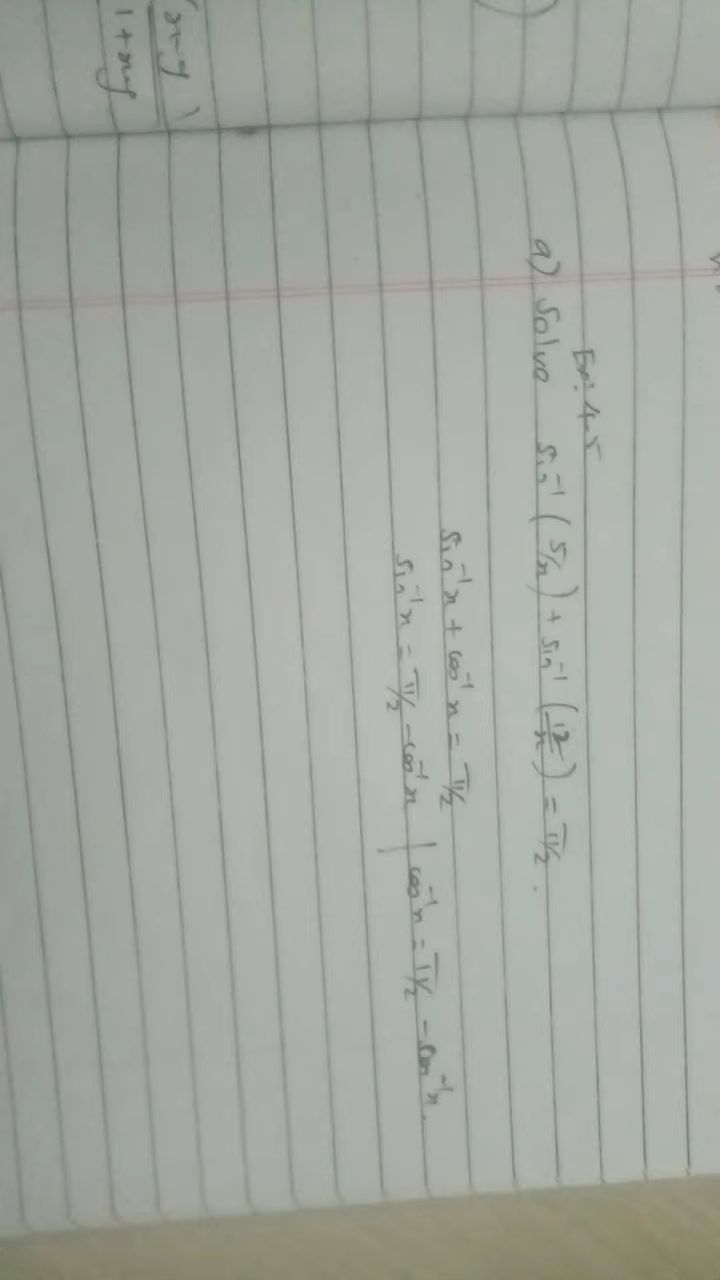 Ex: 4.5
a) Solve sin⁻¹(5/x) + sin⁻¹(12/x) = π/2.
sin⁻¹x + cos⁻¹x = π/2
sin⁻¹x = π/2 - cos⁻¹x | cos⁻¹x = π/2 - sin⁻¹x.
x-y
1+xy